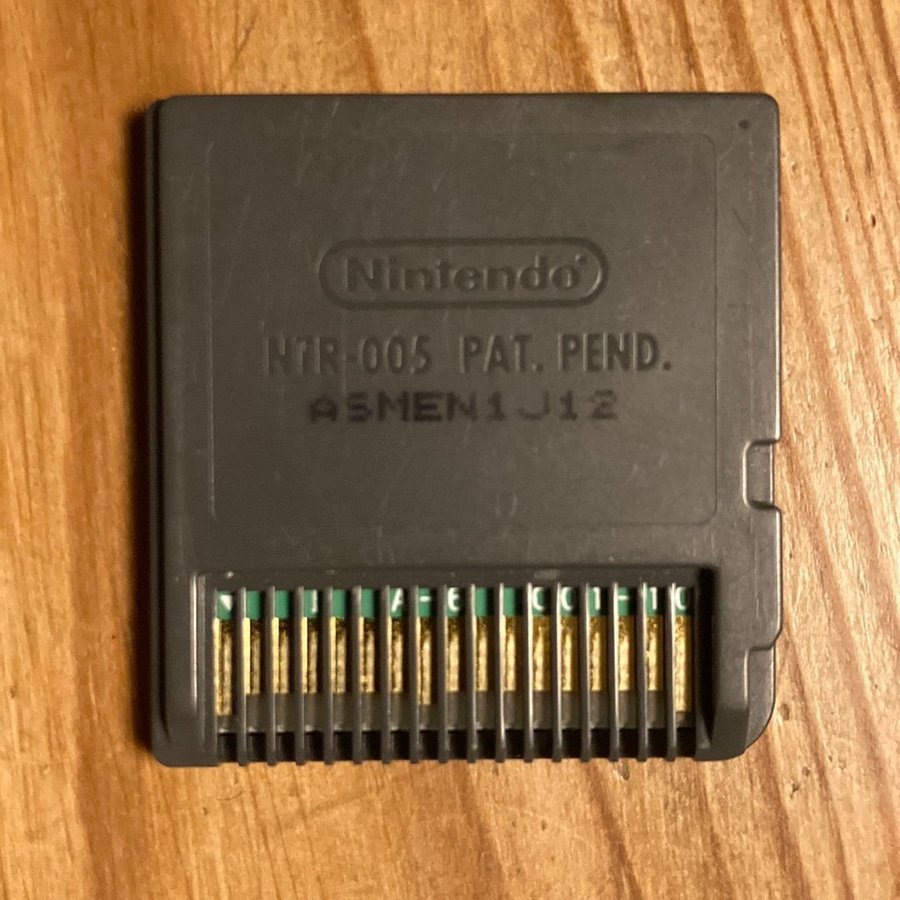 Nintendo
NTR-005 PAT. PEND.
ASMEN1J12